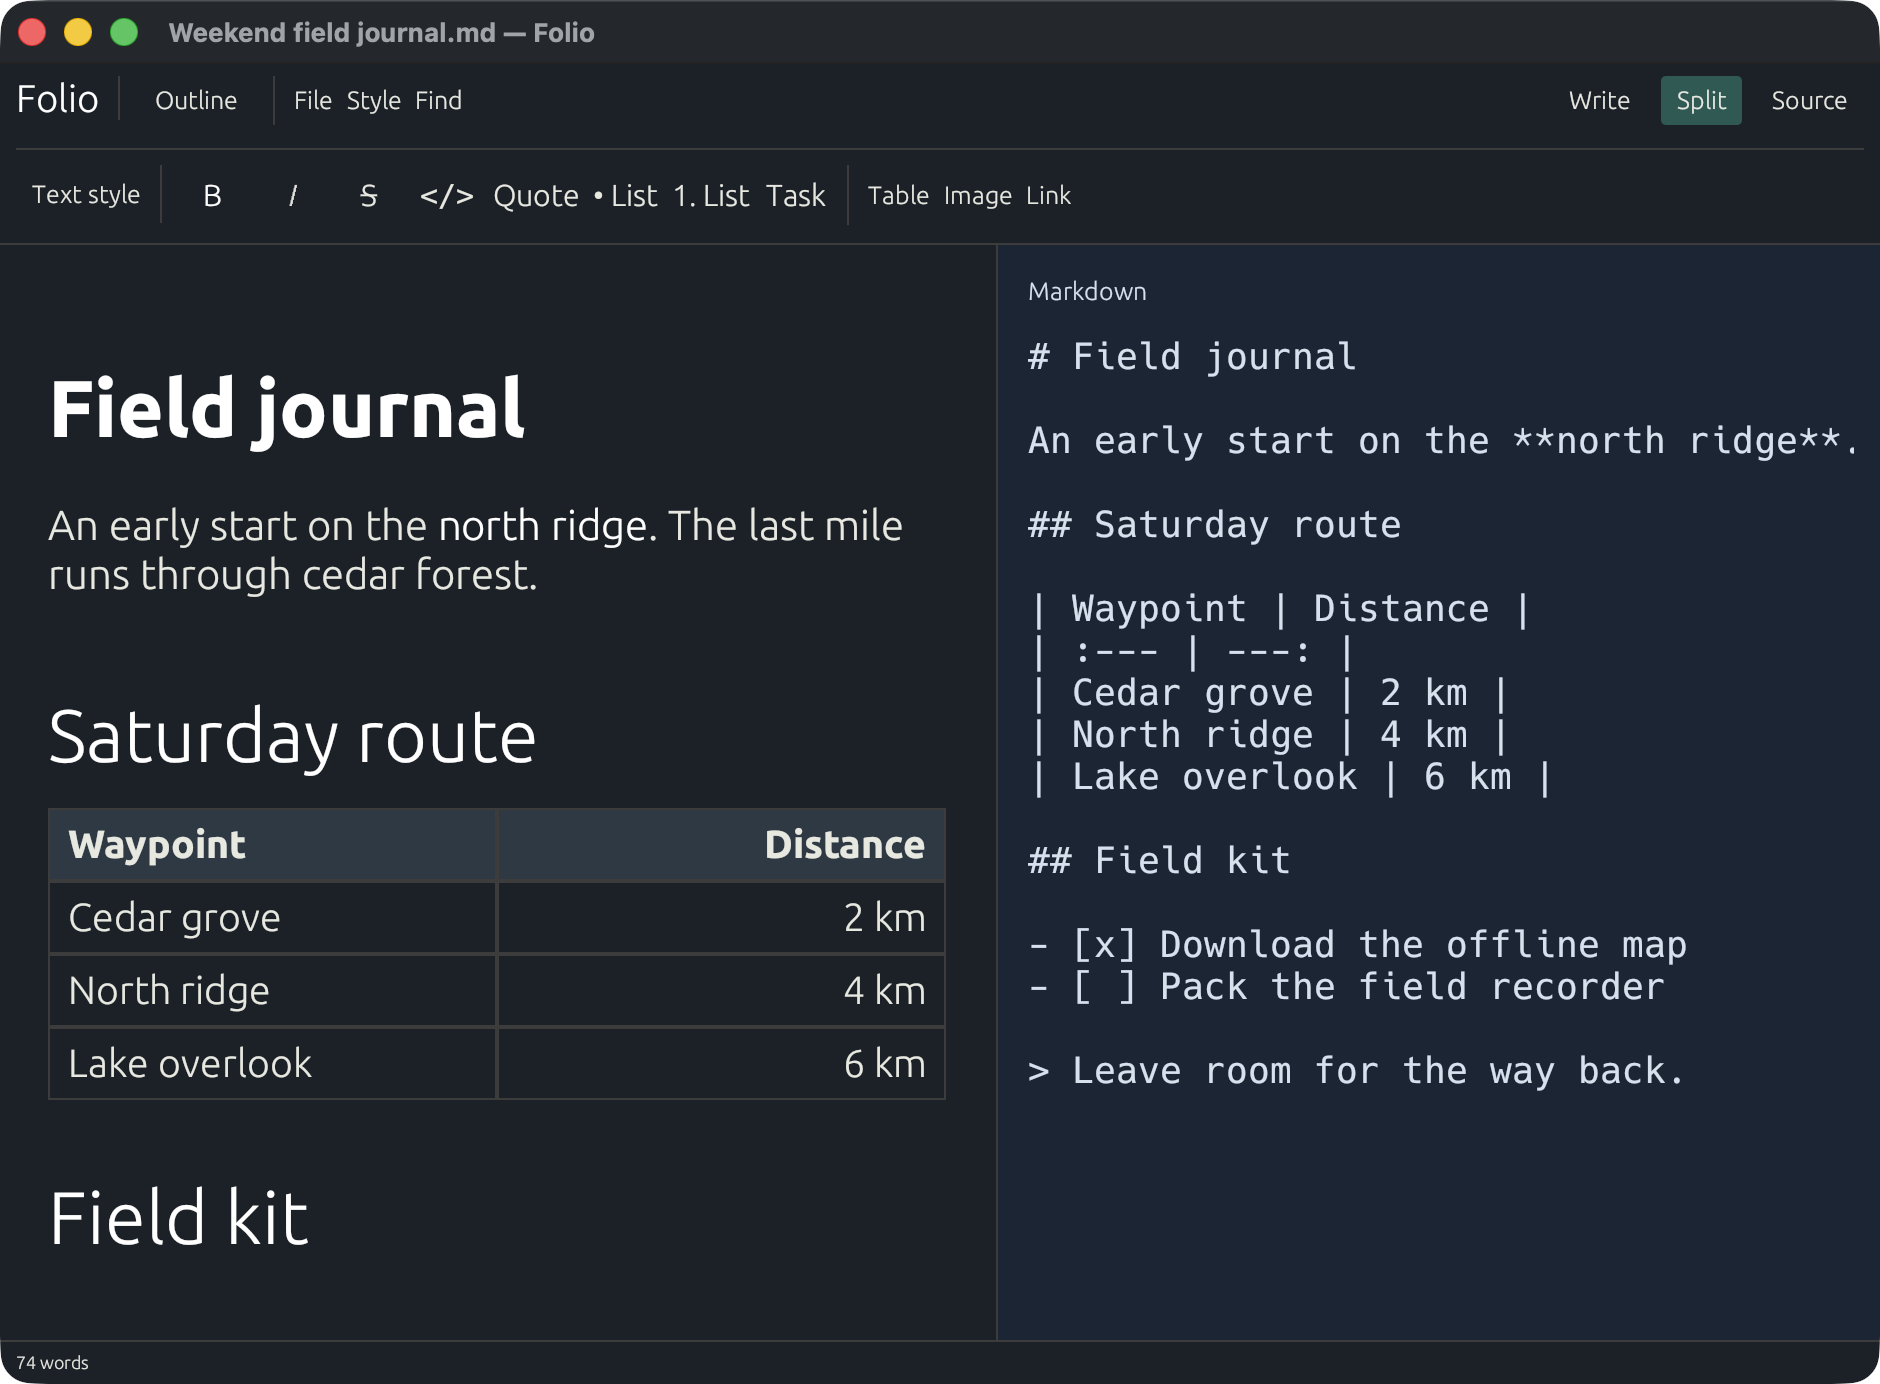 Weekend field journal.md — Folio
Folio Outline File Style Find Write Split Source
Text style B I S </> Quote • List 1. List Task Table Image Link
Field journal
An early start on the north ridge. The last mile
runs through cedar forest.
Saturday route
Waypoint Distance
Cedar grove 2 km
North ridge 4 km
Lake overlook 6 km
Field kit
Markdown
# Field journal
An early start on the **north ridge**.
## Saturday route
| Waypoint | Distance |
| :--- | ---: |
| Cedar grove | 2 km |
| North ridge | 4 km |
| Lake overlook | 6 km |
## Field kit
- [x] Download the offline map
- [ ] Pack the field recorder
> Leave room for the way back.
74 words